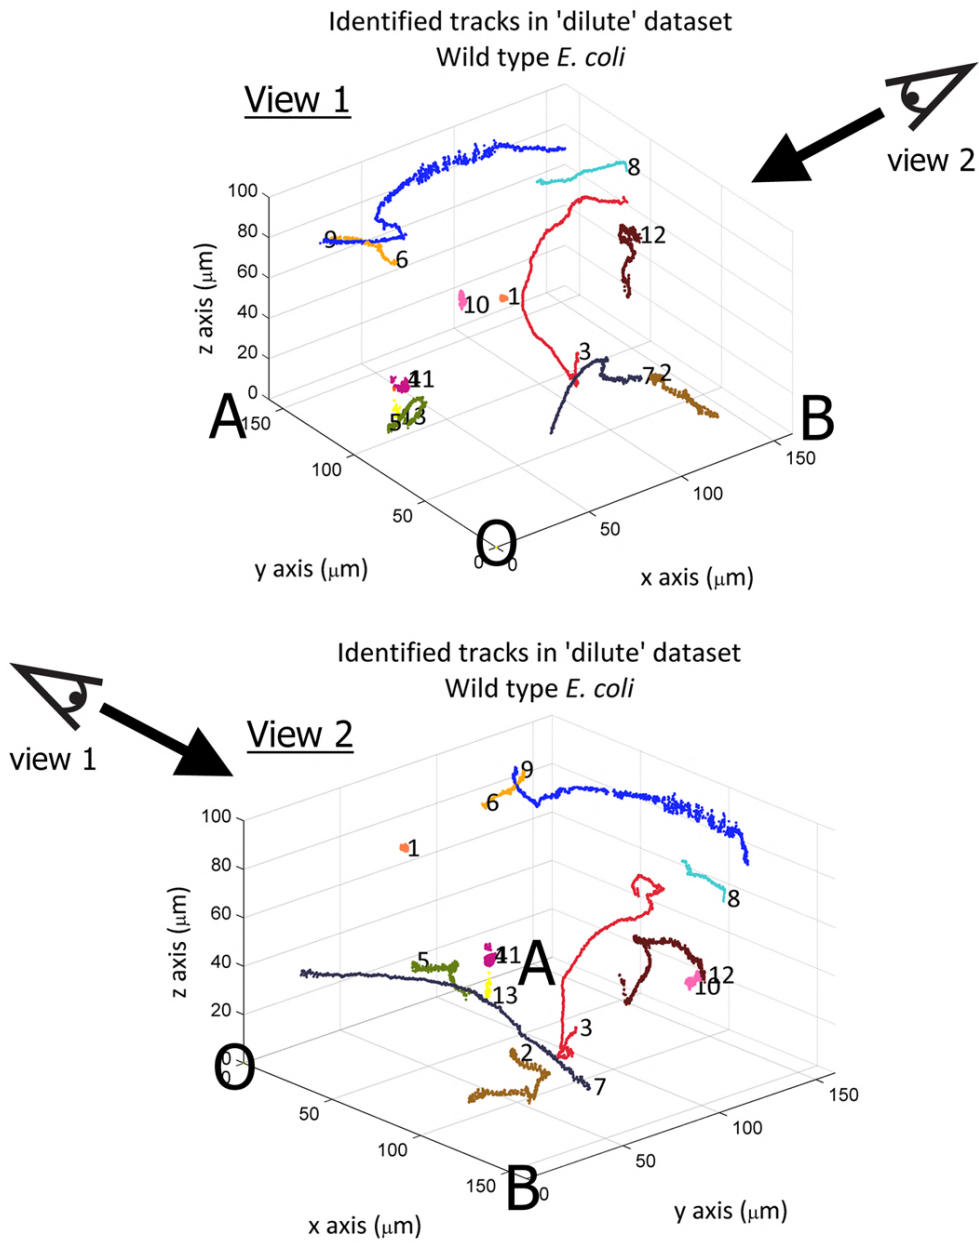 Identified tracks in 'dilute' dataset
Wild type E. coli
View 1
view 2
100
80
60
40
20
0
z axis (μm)
A
150
100
50
0
y axis (μm)
O
0
50
100
150
x axis (μm)
B
9
6
8
12
10
1
3
7
2
4
11
5
13
Identified tracks in 'dilute' dataset
Wild type E. coli
view 1
View 2
100
80
60
40
20
0
z axis (μm)
O
0
50
100
150
x axis (μm)
B
0
50
100
150
y axis (μm)
A
9
6
1
8
5
4
11
13
12
10
3
2
7